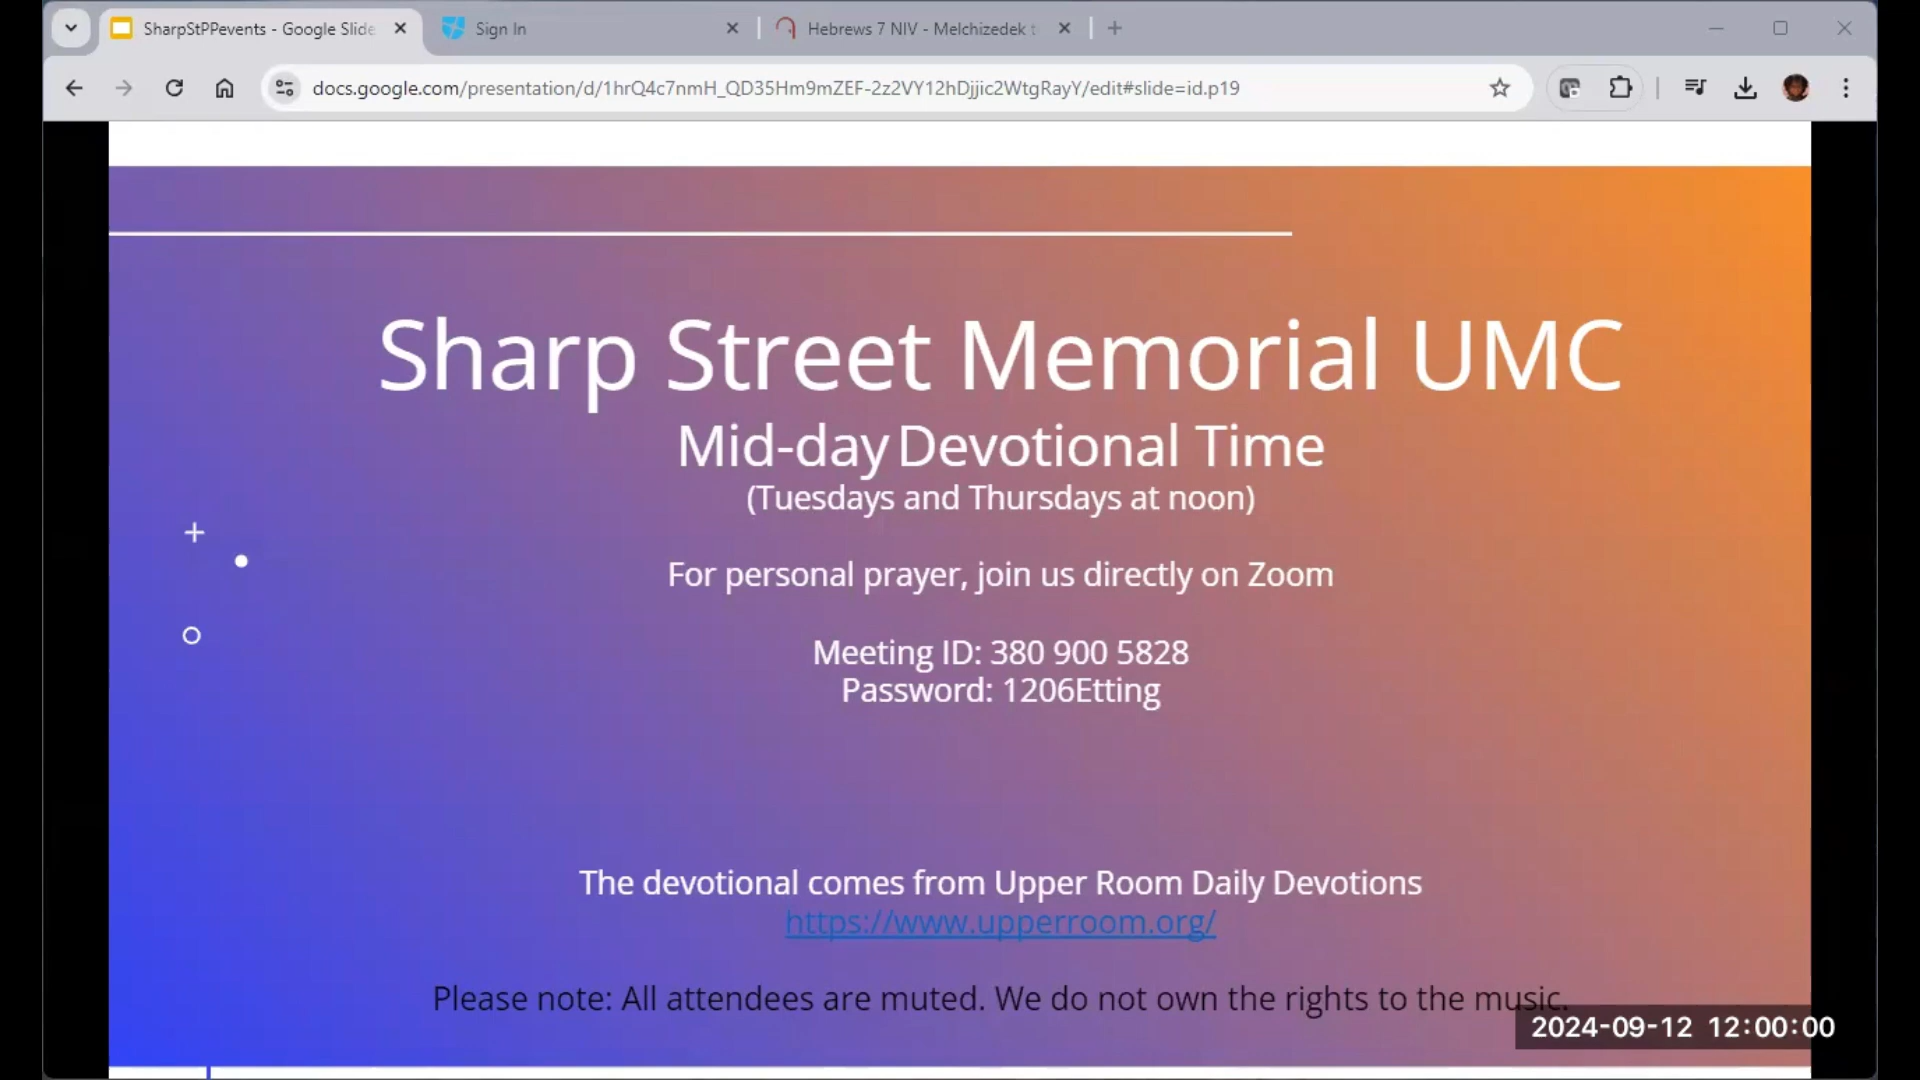 SharpStPPevents - Google Slide
Sign In
Hebrews 7 NIV - Melchizedek t
docs.google.com/presentation/d/1hrQ4c7nmH_QD35Hm9mZEF-2z2VY12hDjjic2WtgRayY/edit#slide=id.p19
Sharp Street Memorial UMC
Mid-day Devotional Time
(Tuesdays and Thursdays at noon)
For personal prayer, join us directly on Zoom
Meeting ID: 380 900 5828
Password: 1206Etting
The devotional comes from Upper Room Daily Devotions
https://www.upperroom.org/
Please note: All attendees are muted. We do not own the rights to the music.
2024-09-12 12:00:00